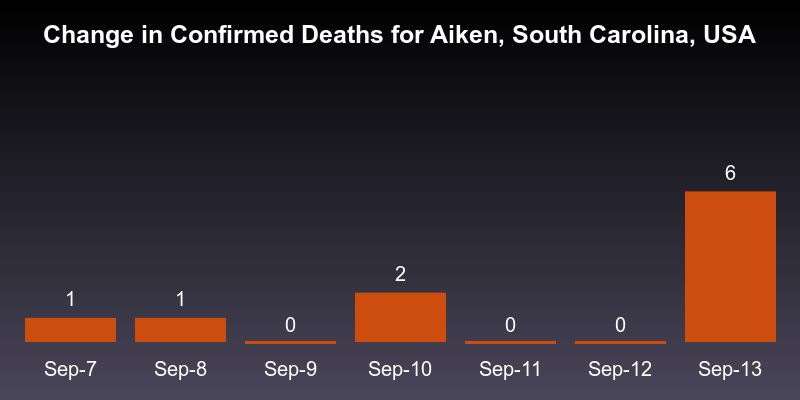 Change in Confirmed Deaths for Aiken, South Carolina, USA
6
2
1 1
0 0 0
Sep-7 Sep-8 Sep-9 Sep-10 Sep-11 Sep-12 Sep-13